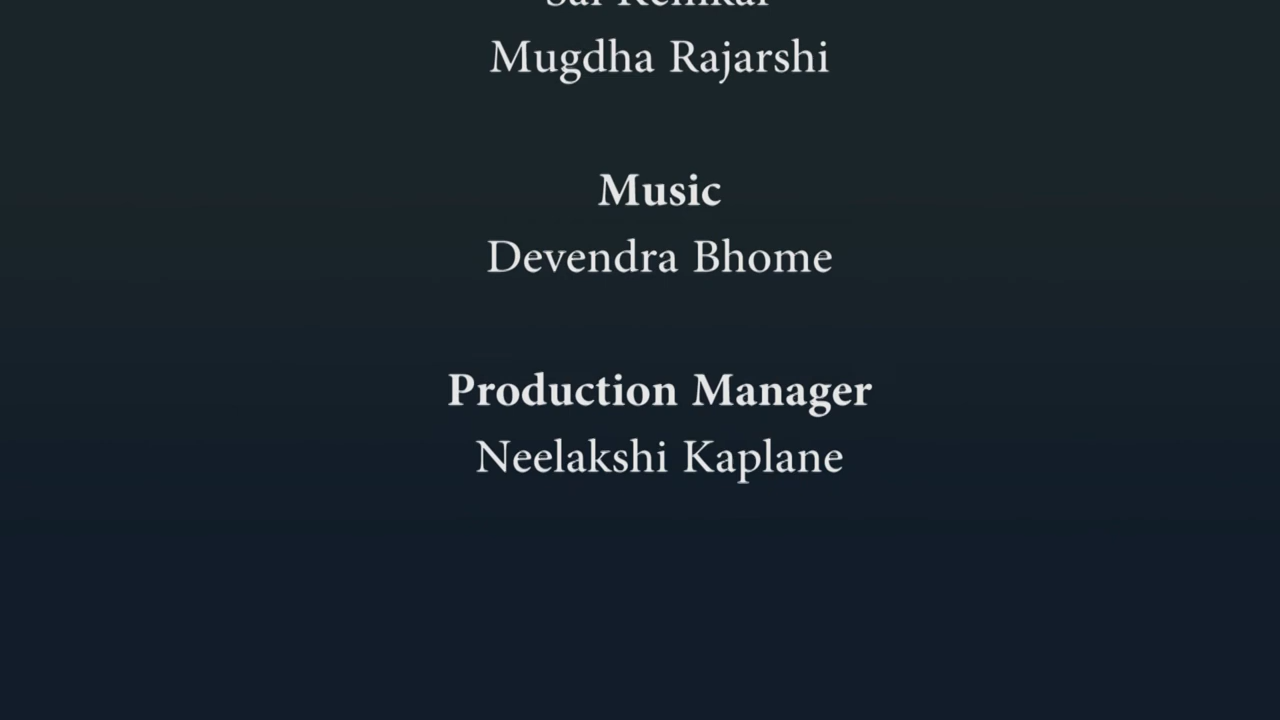 Mugdha Rajarshi
Music
Devendra Bhome
Production Manager
Neelakshi Kaplane